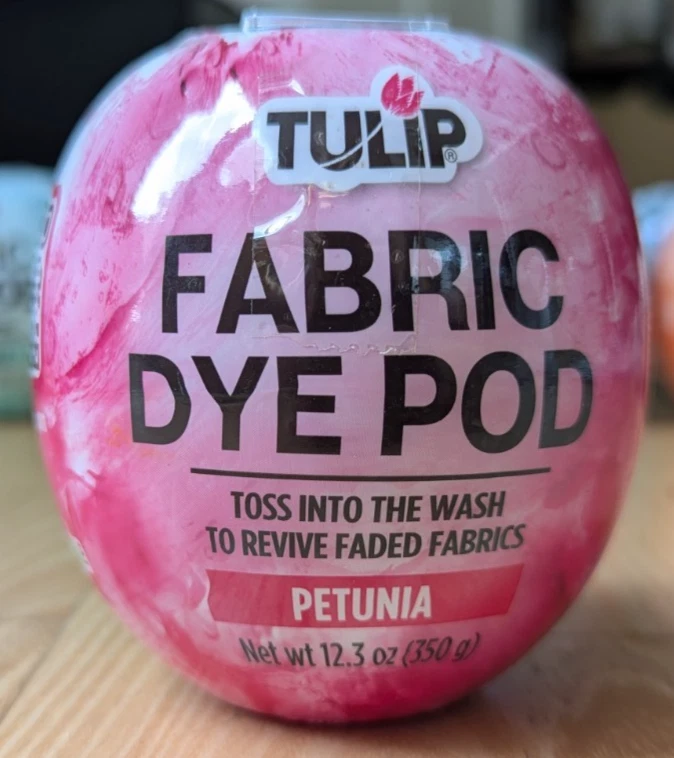 TULIP®
FABRIC
DYE POD
TOSS INTO THE WASH
TO REVIVE FADED FABRICS
PETUNIA
Net wt 12.3 oz (350 g)